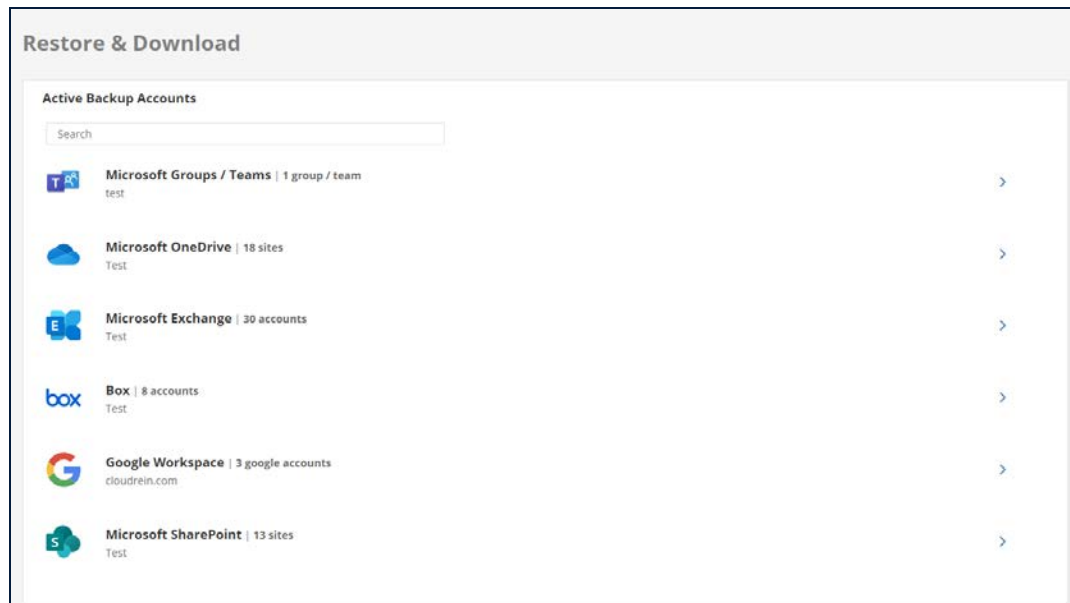 Restore & Download
Active Backup Accounts
Search
T
Microsoft Groups / Teams | 1 group / team
test
Microsoft OneDrive | 18 sites
Test
E
Microsoft Exchange | 30 accounts
Test
box
Box | 8 accounts
Test
G
Google Workspace | 3 google accounts
cloudrein.com
S
Microsoft SharePoint | 13 sites
Test